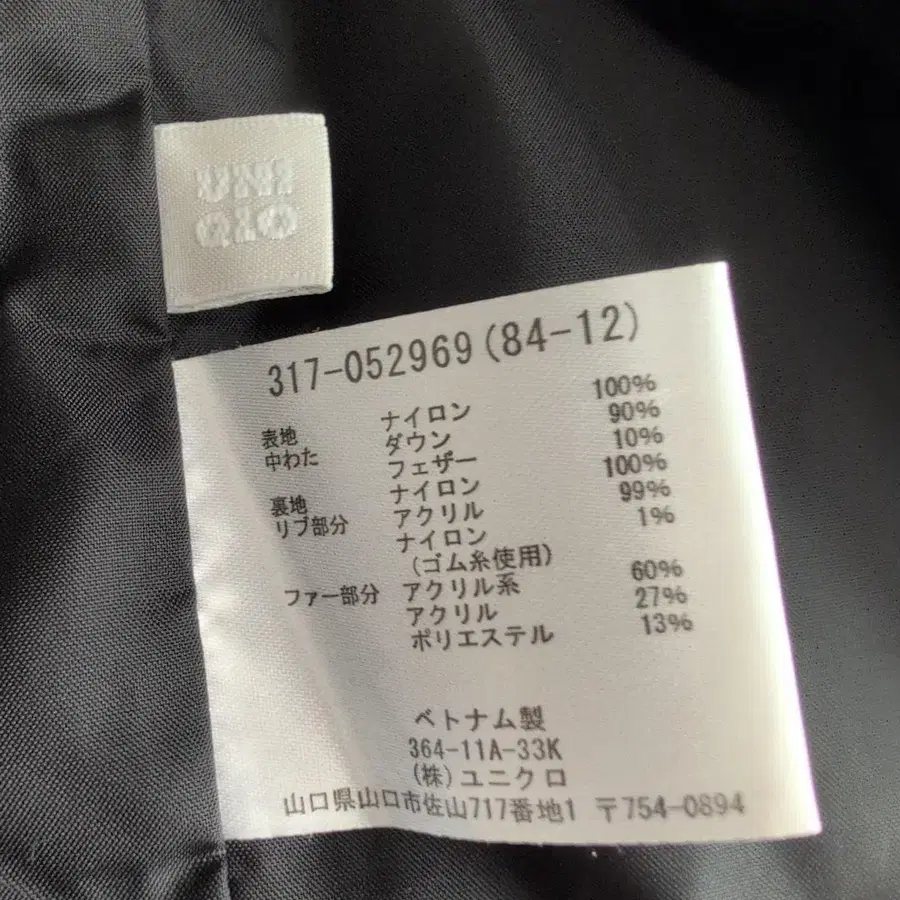 UNI
QLO
317-052969(84-12)
表地 ナイロン 100%
中わた ダウン 90%
フェザー 10%
裏地 ナイロン 100%
リブ部分 アクリル 99%
ナイロン 1%
(ゴム糸使用)
ファー部分 アクリル系 60%
アクリル 27%
ポリエステル 13%
ベトナム製
364-11A-33K
(株)ユニクロ
山口県山口市佐山717番地1 〒754-0894